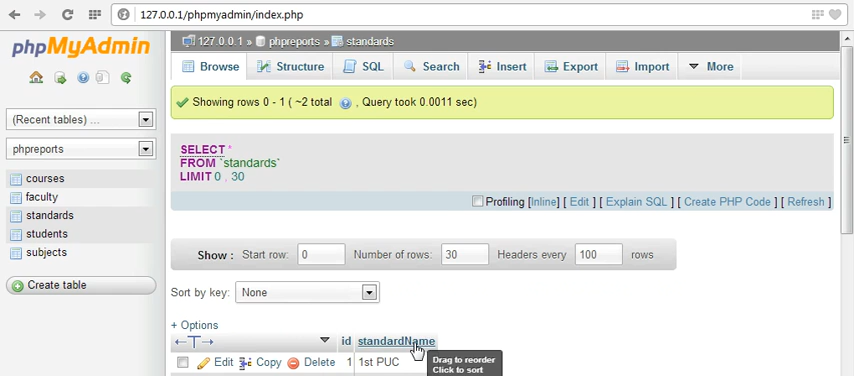 127.0.0.1/phpmyadmin/index.php
phpMyAdmin
(Recent tables) ...
phpreports
courses
faculty
standards
students
subjects
Create table
127.0.0.1 » phpreports » standards
Browse Structure SQL Search Insert Export Import More
Showing rows 0 - 1 ( ~2 total , Query took 0.0011 sec)
SELECT *
FROM `standards`
LIMIT 0 , 30
Profiling [Inline] [ Edit ] [ Explain SQL ] [ Create PHP Code ] [ Refresh ]
Show : Start row: 0 Number of rows: 30 Headers every 100 rows
Sort by key: None
+ Options
←T→ id standardName
Edit Copy Delete 1 1st PUC
Drag to reorder
Click to sort